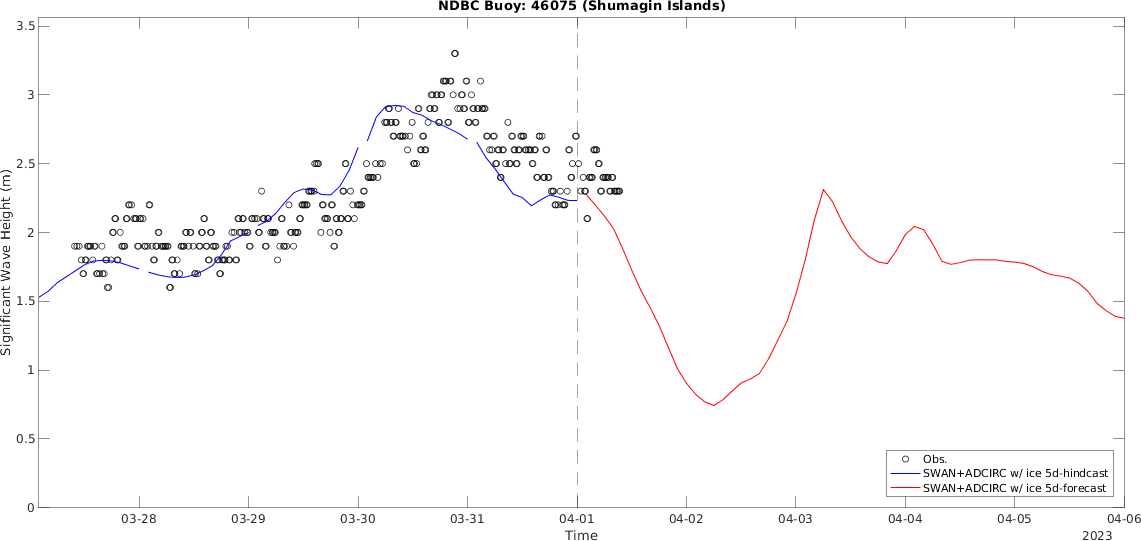 NDBC Buoy: 46075 (Shumagin Islands)
3.5
3
2.5
2
1.5
1
0.5
0
Significant Wave Height (m)
Obs.
SWAN+ADCIRC w/ ice 5d-hindcast
SWAN+ADCIRC w/ ice 5d-forecast
03-28 03-29 03-30 03-31 04-01 04-02 04-03 04-04 04-05 04-06
Time
2023